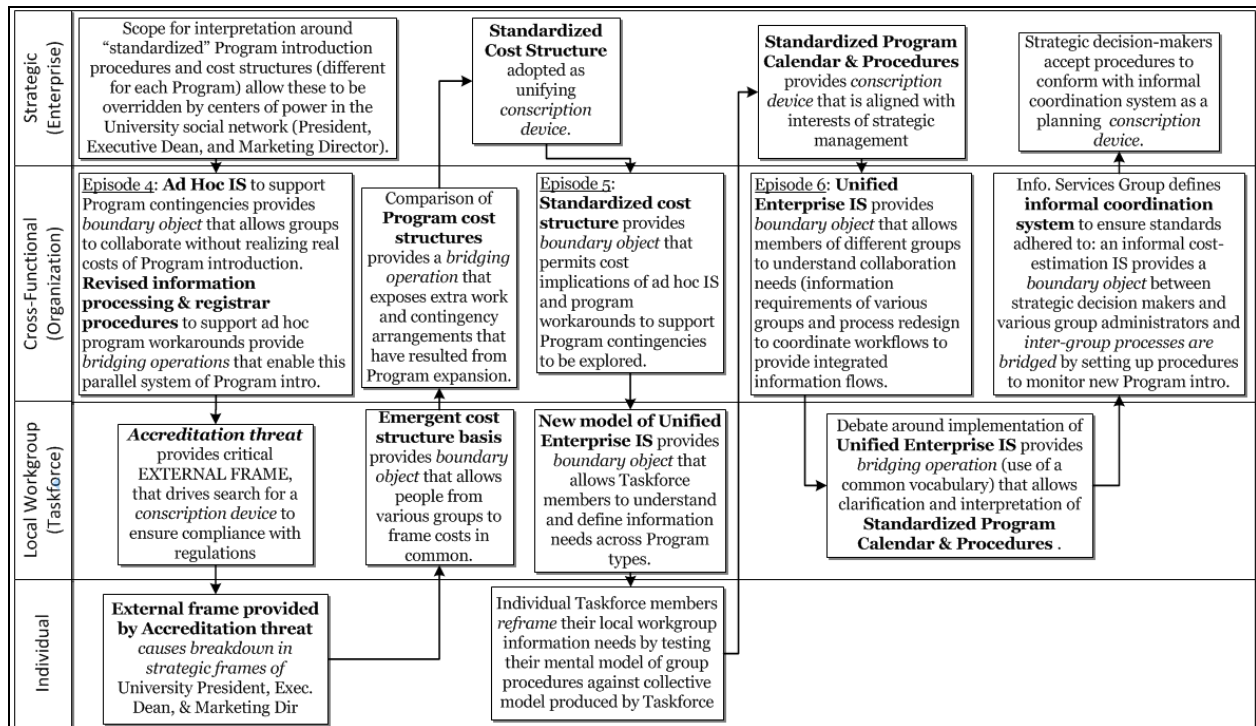 Strategic
(Enterprise)
Scope for interpretation around
“standardized” Program introduction
procedures and cost structures (different
for each Program) allow these to be
overridden by centers of power in the
University social network (President,
Executive Dean, and Marketing Director).
Standardized
Cost Structure
adopted as
unifying
conscription
device.
Standardized Program
Calendar & Procedures
provides conscription
device that is aligned with
interests of strategic
management
Strategic decision-makers
accept procedures to
conform with informal
coordination system as a
planning conscription
device.
Cross-Functional
(Organization)
Episode 4: Ad Hoc IS to support
Program contingencies provides
boundary object that allows groups
to collaborate without realizing real
costs of Program introduction.
Revised information
processing & registrar
procedures to support ad hoc
program workarounds provide
bridging operations that enable this
parallel system of Program intro.
Comparison of
Program cost
structures
provides a bridging
operation that
exposes extra work
and contingency
arrangements that
have resulted from
Program expansion.
Episode 5:
Standardized cost
structure provides
boundary object that
permits cost
implications of ad hoc IS
and program
workarounds to support
Program contingencies
to be explored.
Episode 6: Unified
Enterprise IS provides
boundary object that allows
members of different groups
to understand collaboration
needs (information
requirements of various
groups and process redesign
to coordinate workflows to
provide integrated
information flows.
Info. Services Group defines
informal coordination
system to ensure standards
adhered to: an informal cost-
estimation IS provides a
boundary object between
strategic decision makers and
various group administrators and
inter-group processes are
bridged by setting up procedures
to monitor new Program intro.
Local Workgroup
(Taskforce)
Accreditation threat
provides critical
EXTERNAL FRAME,
that drives search for a
conscription device to
ensure compliance with
regulations
Emergent cost
structure basis
provides boundary
object that allows
people from
various groups to
frame costs in
common.
New model of Unified
Enterprise IS provides
boundary object that
allows Taskforce
members to understand
and define information
needs across Program
types.
Debate around implementation of
Unified Enterprise IS provides
bridging operation (use of a
common vocabulary) that allows
clarification and interpretation of
Standardized Program
Calendar & Procedures .
Individual
External frame provided
by Accreditation threat
causes breakdown in
strategic frames of
University President, Exec.
Dean, & Marketing Dir
Individual Taskforce members
reframe their local workgroup
information needs by testing
their mental model of group
procedures against collective
model produced by Taskforce